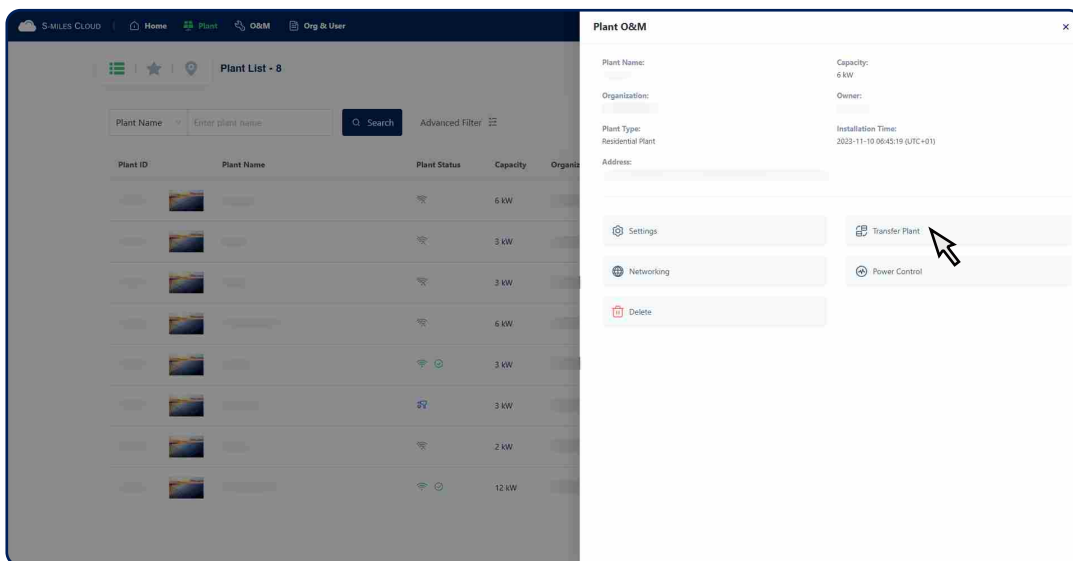 S-MILES CLOUD Home Plant O&M Org & User
Plant List - 8
Plant Name Enter plant name Search Advanced Filter
Plant ID Plant Name Plant Status Capacity Organiz
6 kW
3 kW
3 kW
6 kW
3 kW
3 kW
2 kW
12 kW
Plant O&M
Plant Name: Capacity:
6 kW
Organization: Owner:
Plant Type: Installation Time:
Residential Plant 2023-11-10 06:45:19 (UTC+01)
Address:
Settings Transfer Plant
Networking Power Control
Delete